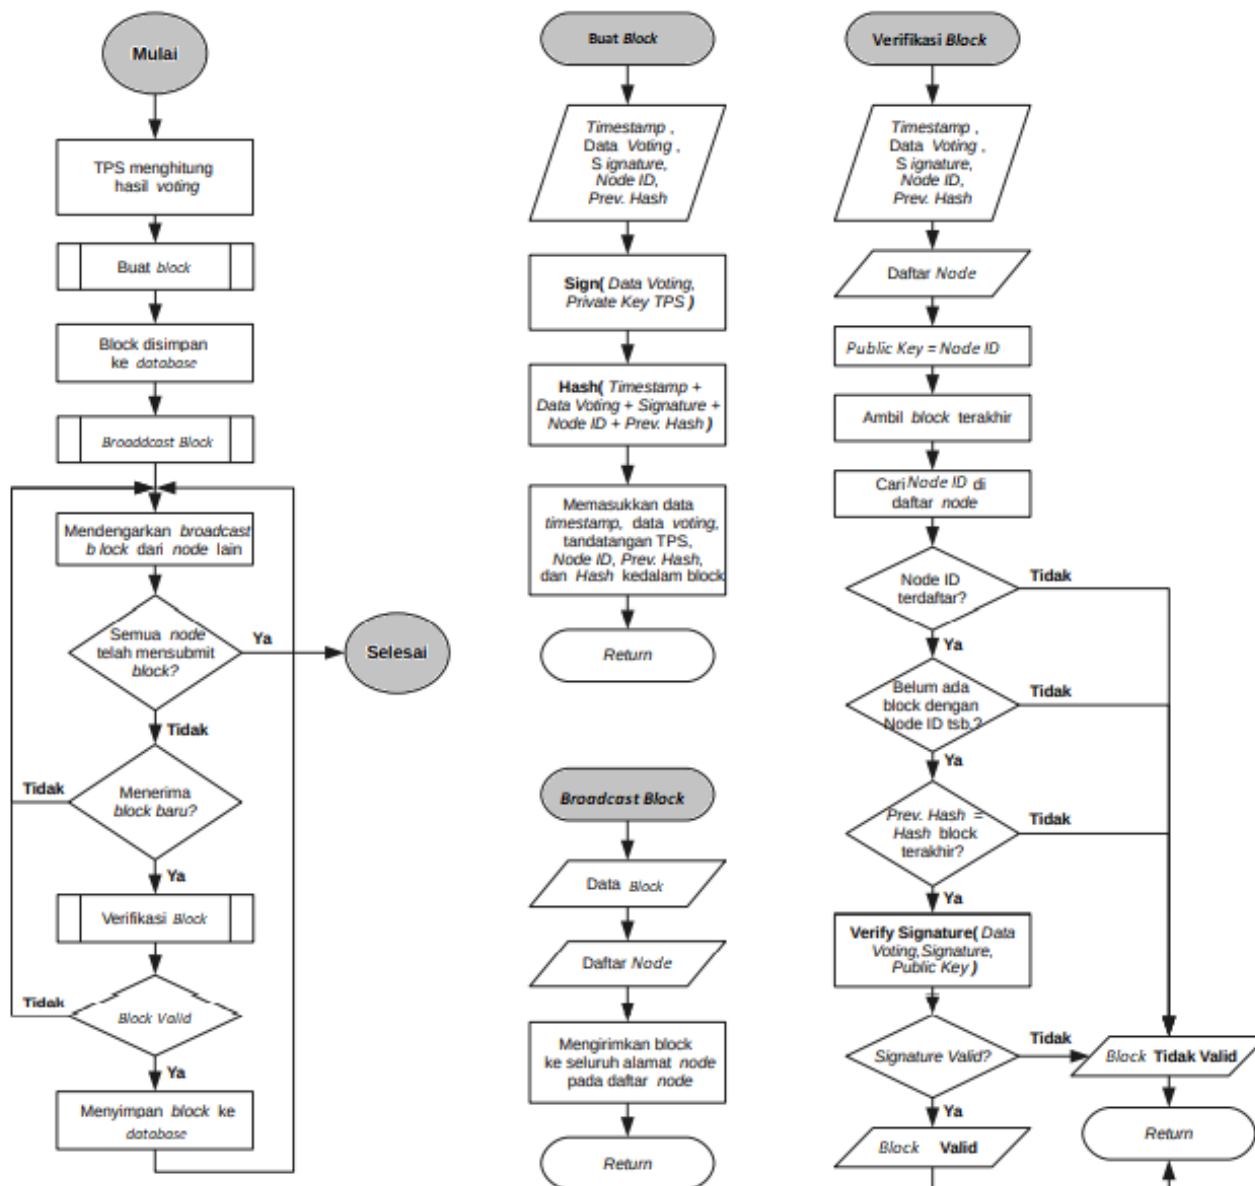 Mulai
TPS menghitung
hasil voting
Buat block
Block disimpan
ke database
Broaddcast Block
Mendengarkan broadcast
b lock dari node lain
Semua node
telah mensubmit
block?
Ya
Selesai
Tidak
Menerima
block baru?
Tidak
Ya
Verifikasi Block
Block Valid
Tidak
Ya
Menyimpan block ke
database
Buat Block
Timestamp ,
Data Voting ,
S ignature,
Node ID,
Prev. Hash
Sign( Data Voting,
Private Key TPS )
Hash( Timestamp +
Data Voting + Signature +
Node ID + Prev. Hash )
Memasukkan data
timestamp, data voting,
tandatangan TPS,
Node ID, Prev. Hash,
dan Hash kedalam block
Return
Broadcast Block
Data Block
Daftar Node
Mengirimkan block
ke seluruh alamat node
pada daftar node
Return
Verifikasi Block
Timestamp ,
Data Voting ,
S ignature,
Node ID,
Prev. Hash
Daftar Node
Public Key = Node ID
Ambil block terakhir
Cari Node ID di
daftar node
Node ID
terdaftar?
Tidak
Ya
Belum ada
block dengan
Node ID tsb,?
Tidak
Ya
Prev. Hash =
Hash block
terakhir?
Tidak
Ya
Verify Signature( Data
Voting,Signature,
Public Key )
Signature Valid?
Tidak
Block Tidak Valid
Ya
Block Valid
Return